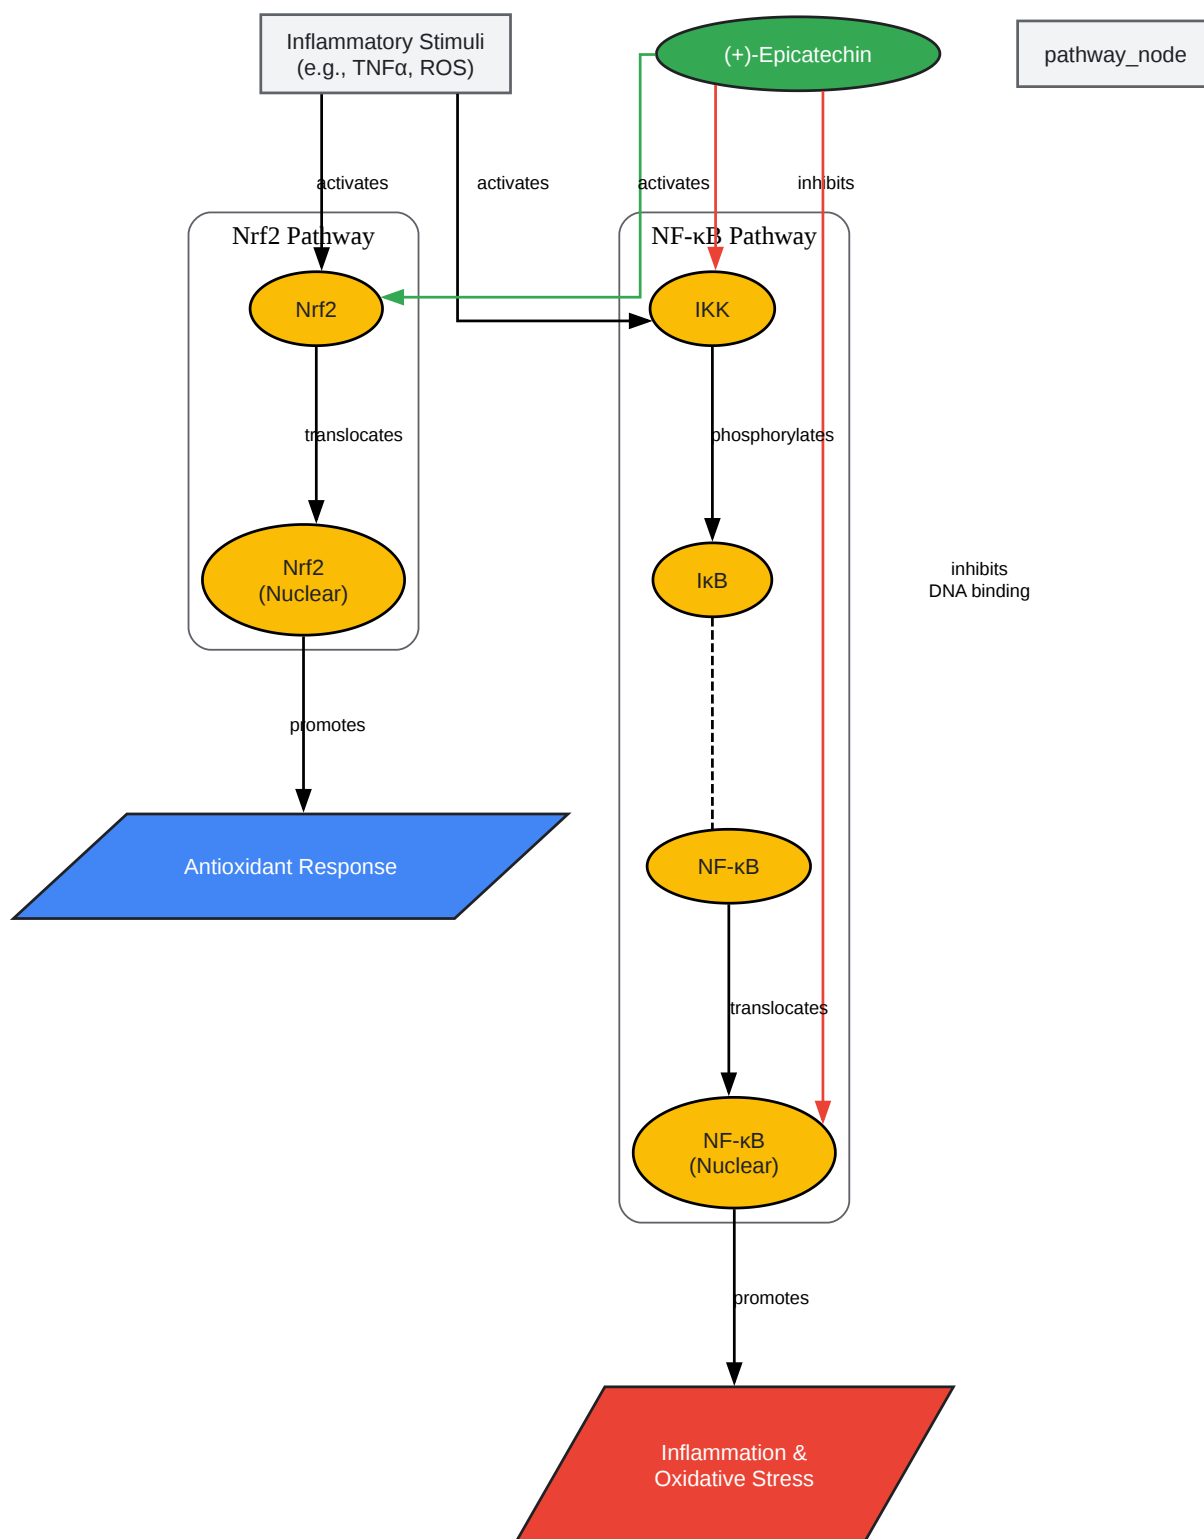 Inflammatory Stimuli
(e.g., TNFα, ROS)
(+)-Epicatechin
pathway_node
activates
activates
activates
inhibits
Nrf2 Pathway
NF-κB Pathway
Nrf2
IKK
translocates
phosphorylates
Nrf2
(Nuclear)
IκB
inhibits
DNA binding
promotes
Antioxidant Response
NF-κB
translocates
NF-κB
(Nuclear)
promotes
Inflammation &
Oxidative Stress